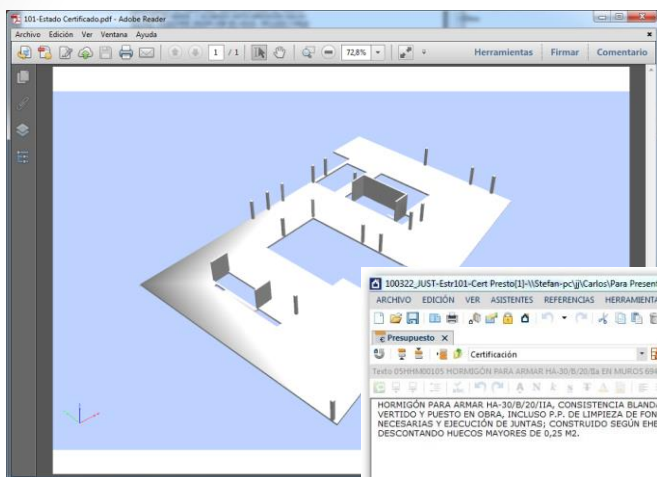 101-Estado Certificado.pdf - Adobe Reader
Archivo Edición Ver Ventana Ayuda
1 / 1
72,8%
Herramientas Firmar Comentario
100322_JUST-Estr101-Cert Presto[1]-\\Stefan-pc\jj\Carlos\Para Present
ARCHIVO EDICIÓN VER ASISTENTES REFERENCIAS HERRAMIENTA
Presupuesto X
Certificación
Texto 05HHM00105 HORMIGÓN PARA ARMAR HA-30/B/20/IIa EN MUROS 694
HORMIGÓN PARA ARMAR HA-30/B/20/IIA, CONSISTENCIA BLANDA
VERTIDO Y PUESTO EN OBRA, INCLUSO P.P. DE LIMPIEZA DE FON
NECESARIAS Y EJECUCIÓN DE JUNTAS; CONSTRUIDO SEGÚN EHE
DESCONTANDO HUECOS MAYORES DE 0,25 M2.